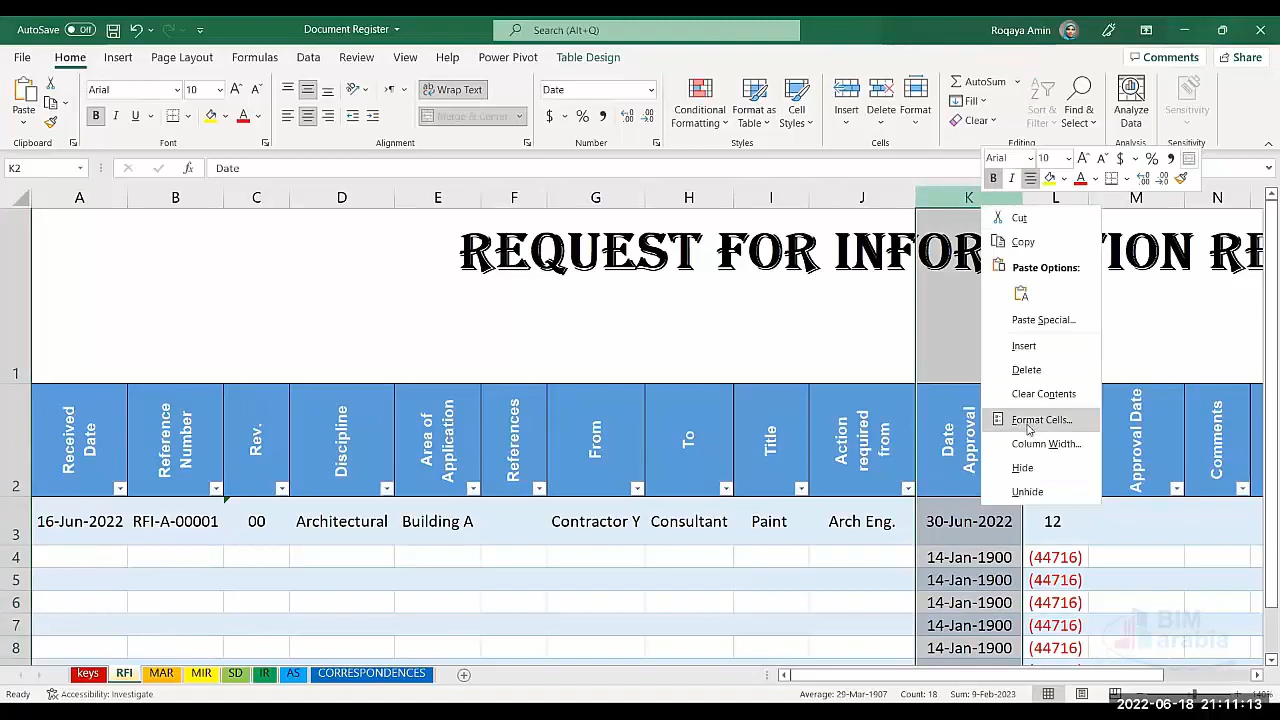 AutoSave Off
Document Register
Search (Alt+Q)
Roqaya Amin
File Home Insert Page Layout Formulas Data Review View Help Power Pivot Table Design
Comments Share
Paste
Clipboard
Arial 10
B I U
Font
Wrap Text
Merge & Center
Alignment
Date
$ % ,
Number
Conditional Formatting
Format as Table
Cell Styles
Styles
Insert Delete Format
Cells
AutoSum
Fill
Clear
Sort & Filter
Find & Select
Editing
Analyze Data
Analysis
Sensitivity
Sensitivity
K2
fx
Date
Arial 10 A A $ % ,
B I A
A B C D E F G H I J K L M N
Cut
Copy
Paste Options:
Paste Special...
Insert
Delete
Clear Contents
Format Cells...
Column Width...
Hide
Unhide
1
REQUEST FOR INFOR TION RE
2
Received Date
Reference Number
Rev.
Discipline
Area of Application
References
From
To
Title
Action required from
Date Approval
Approval Date
Comments
3 16-Jun-2022 RFI-A-00001 00 Architectural Building A Contractor Y Consultant Paint Arch Eng. 30-Jun-2022 12
4 14-Jan-1900 (44716)
5 14-Jan-1900 (44716)
6 14-Jan-1900 (44716)
7 14-Jan-1900 (44716)
8 14-Jan-1900 (44716)
BIM arabia
keys RFI MAR MIR SD IR AS CORRESPONDENCES
Ready Accessibility: Investigate Average: 29-Mar-1907 Count: 18 Sum: 9-Feb-2023 140%
2022-06-18 21:11:13